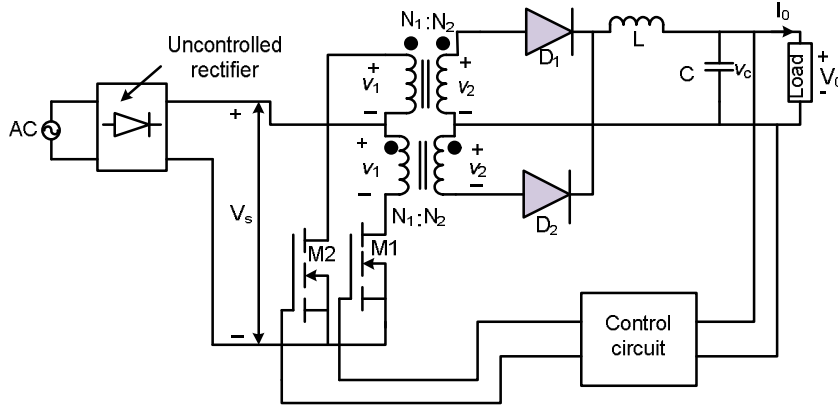 N1:N2
I0
Uncontrolled
rectifier
D1
L
+
v1
−
+
v2
−
C
vc
Load
+
V0
-
AC
+
Vs
−
+
v1
−
+
v2
−
N1:N2
D2
M2
M1
Control
circuit